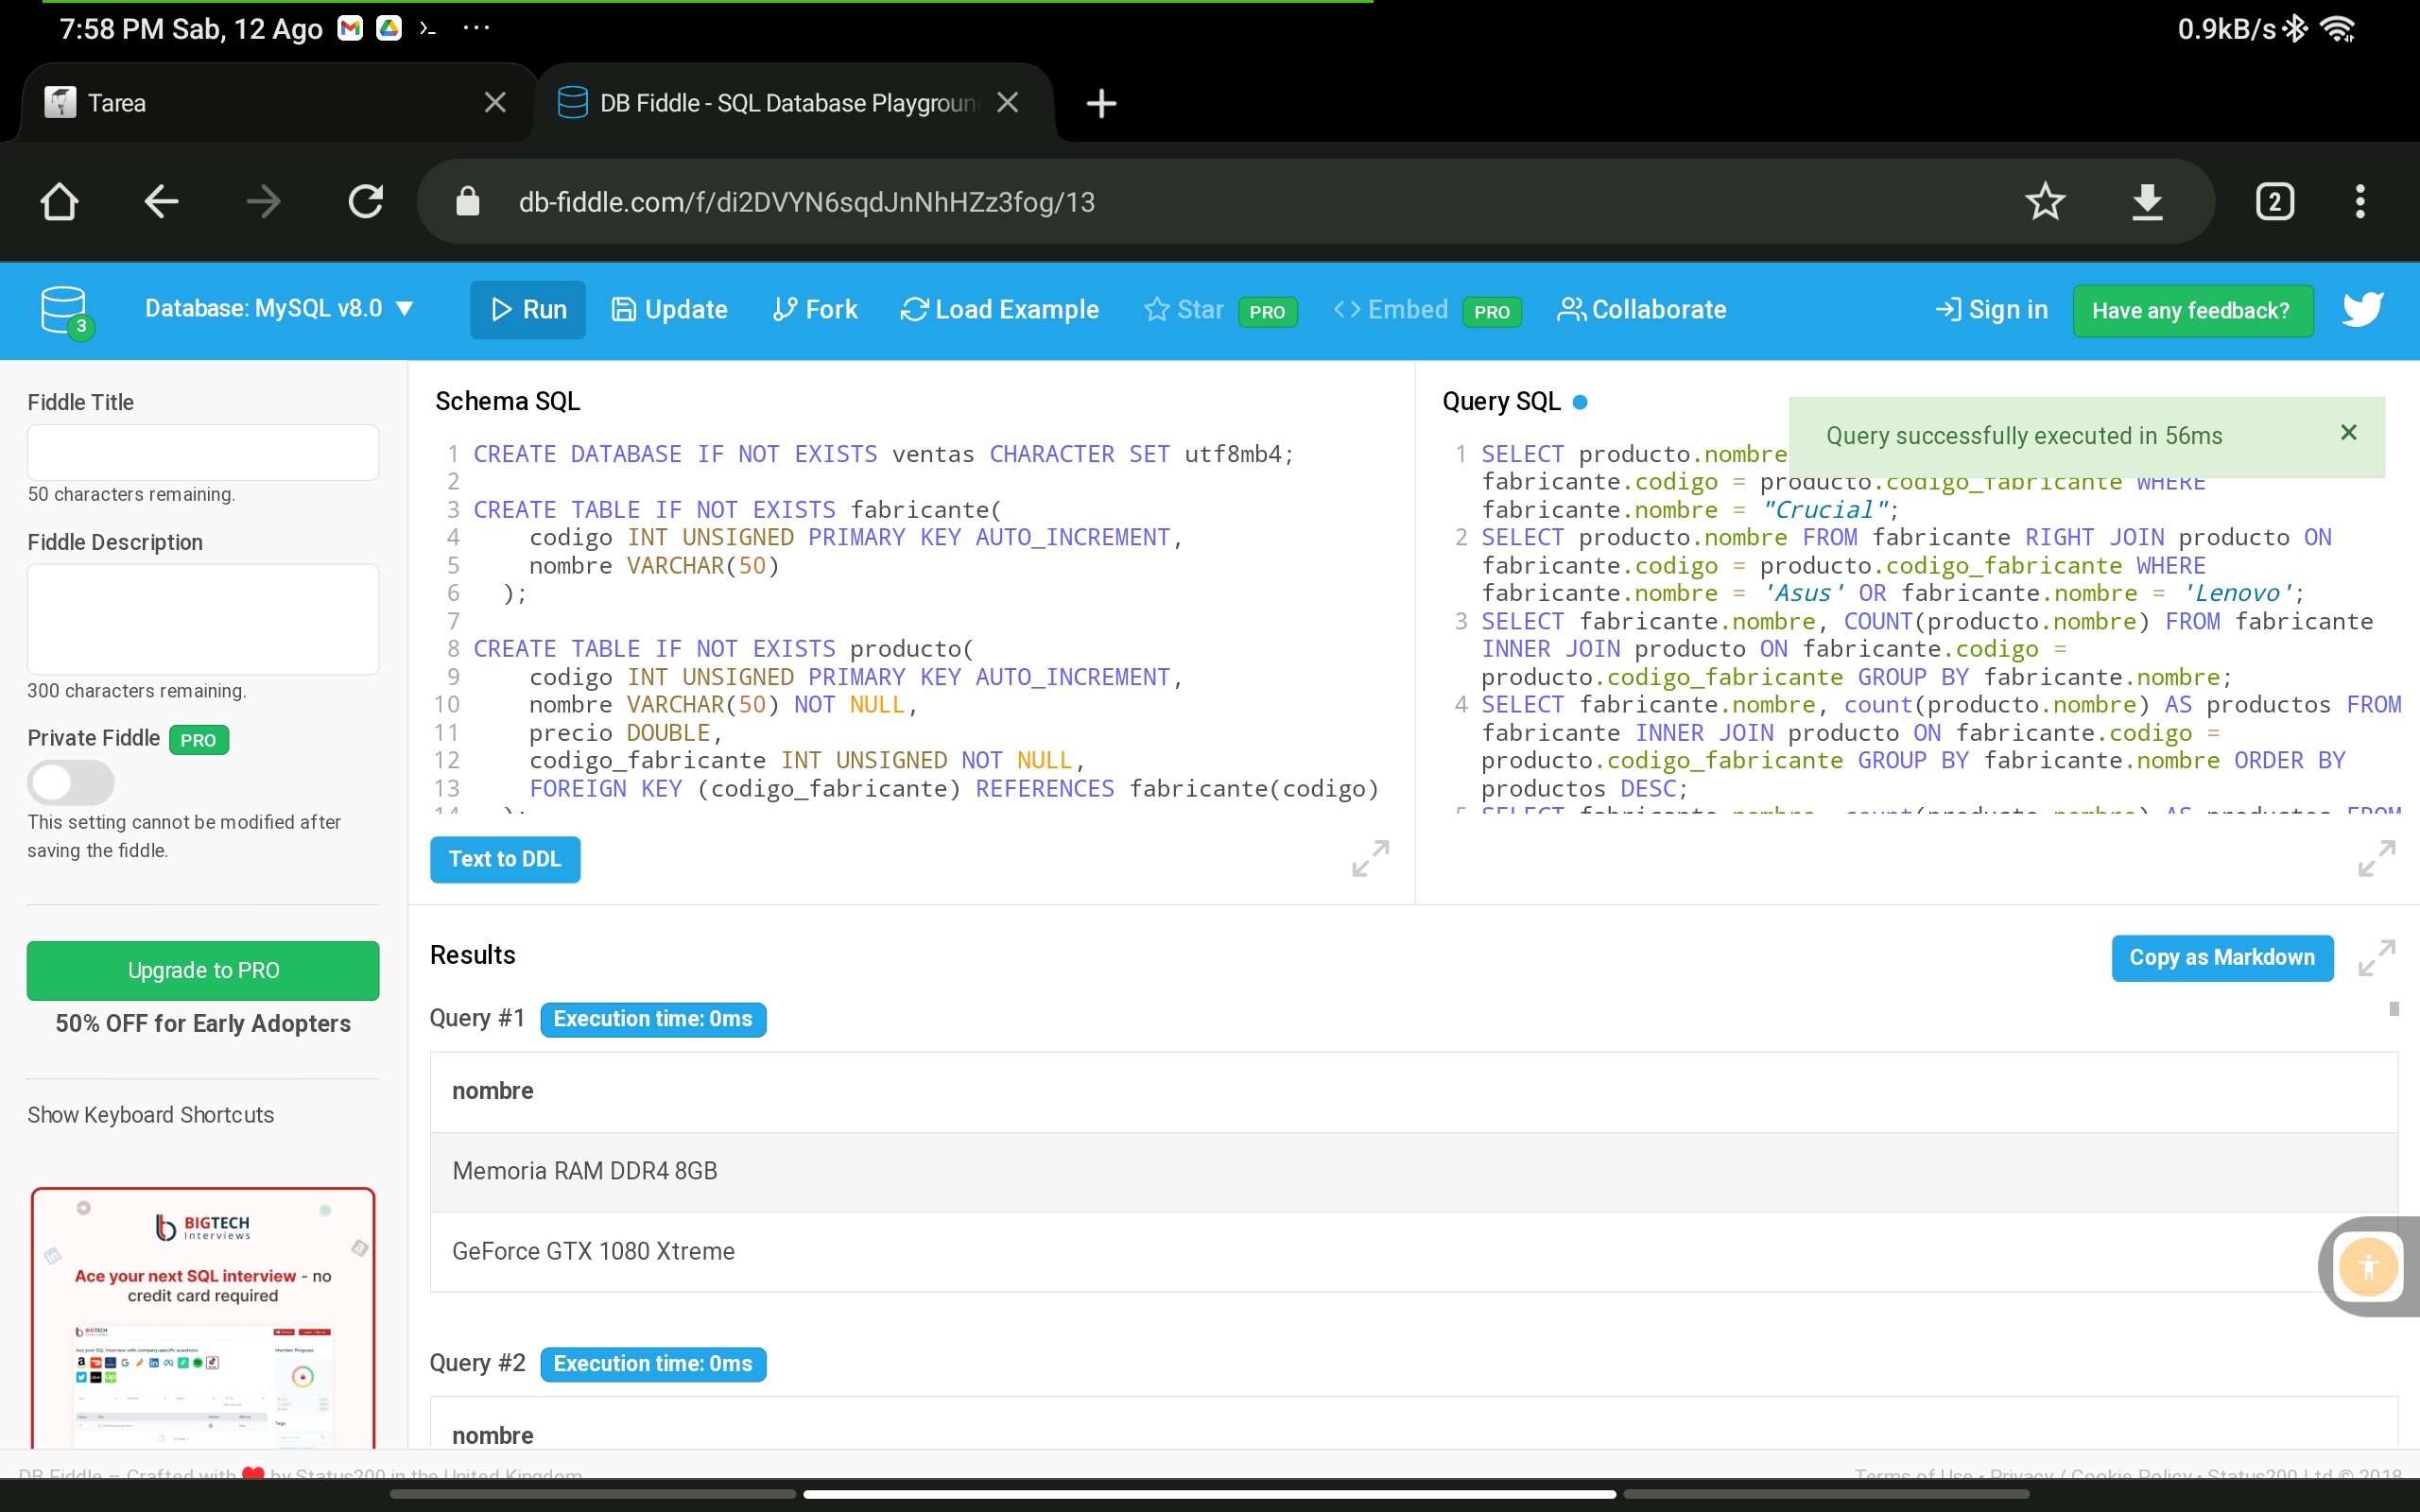 7:58 PM Sab, 12 Ago
0.9kB/s
Tarea
DB Fiddle - SQL Database Playgroun
db-fiddle.com/f/di2DVYN6sqdJnNhHZz3fog/13
2
3
Database: MySQL v8.0 ▼
Run
Update
Fork
Load Example
Star PRO
Embed PRO
Collaborate
Sign in
Have any feedback?
Fiddle Title
50 characters remaining.
Fiddle Description
300 characters remaining.
Private Fiddle PRO
This setting cannot be modified after
saving the fiddle.
Upgrade to PRO
50% OFF for Early Adopters
Show Keyboard Shortcuts
BIGTECH
Interviews
Ace your next SQL interview - no
credit card required
Schema SQL
1 CREATE DATABASE IF NOT EXISTS ventas CHARACTER SET utf8mb4;
2
3 CREATE TABLE IF NOT EXISTS fabricante(
4 codigo INT UNSIGNED PRIMARY KEY AUTO_INCREMENT,
5 nombre VARCHAR(50)
6 );
7
8 CREATE TABLE IF NOT EXISTS producto(
9 codigo INT UNSIGNED PRIMARY KEY AUTO_INCREMENT,
10 nombre VARCHAR(50) NOT NULL,
11 precio DOUBLE,
12 codigo_fabricante INT UNSIGNED NOT NULL,
13 FOREIGN KEY (codigo_fabricante) REFERENCES fabricante(codigo)
14 );
Text to DDL
Query SQL
Query successfully executed in 56ms
1 SELECT producto.nombre
fabricante.codigo = producto.codigo_fabricante WHERE
fabricante.nombre = "Crucial";
2 SELECT producto.nombre FROM fabricante RIGHT JOIN producto ON
fabricante.codigo = producto.codigo_fabricante WHERE
fabricante.nombre = 'Asus' OR fabricante.nombre = 'Lenovo';
3 SELECT fabricante.nombre, COUNT(producto.nombre) FROM fabricante
INNER JOIN producto ON fabricante.codigo =
producto.codigo_fabricante GROUP BY fabricante.nombre;
4 SELECT fabricante.nombre, count(producto.nombre) AS productos FROM
fabricante INNER JOIN producto ON fabricante.codigo =
producto.codigo_fabricante GROUP BY fabricante.nombre ORDER BY
productos DESC;
5 SELECT fabricante.nombre, count(producto.nombre) AS productos FROM
Results
Copy as Markdown
Query #1 Execution time: 0ms
nombre
Memoria RAM DDR4 8GB
GeForce GTX 1080 Xtreme
Query #2 Execution time: 0ms
nombre
DB Fiddle – Crafted with ❤ by Status200 in the United Kingdom
Terms of Use • Privacy / Cookie Policy • Status200 Ltd © 2018